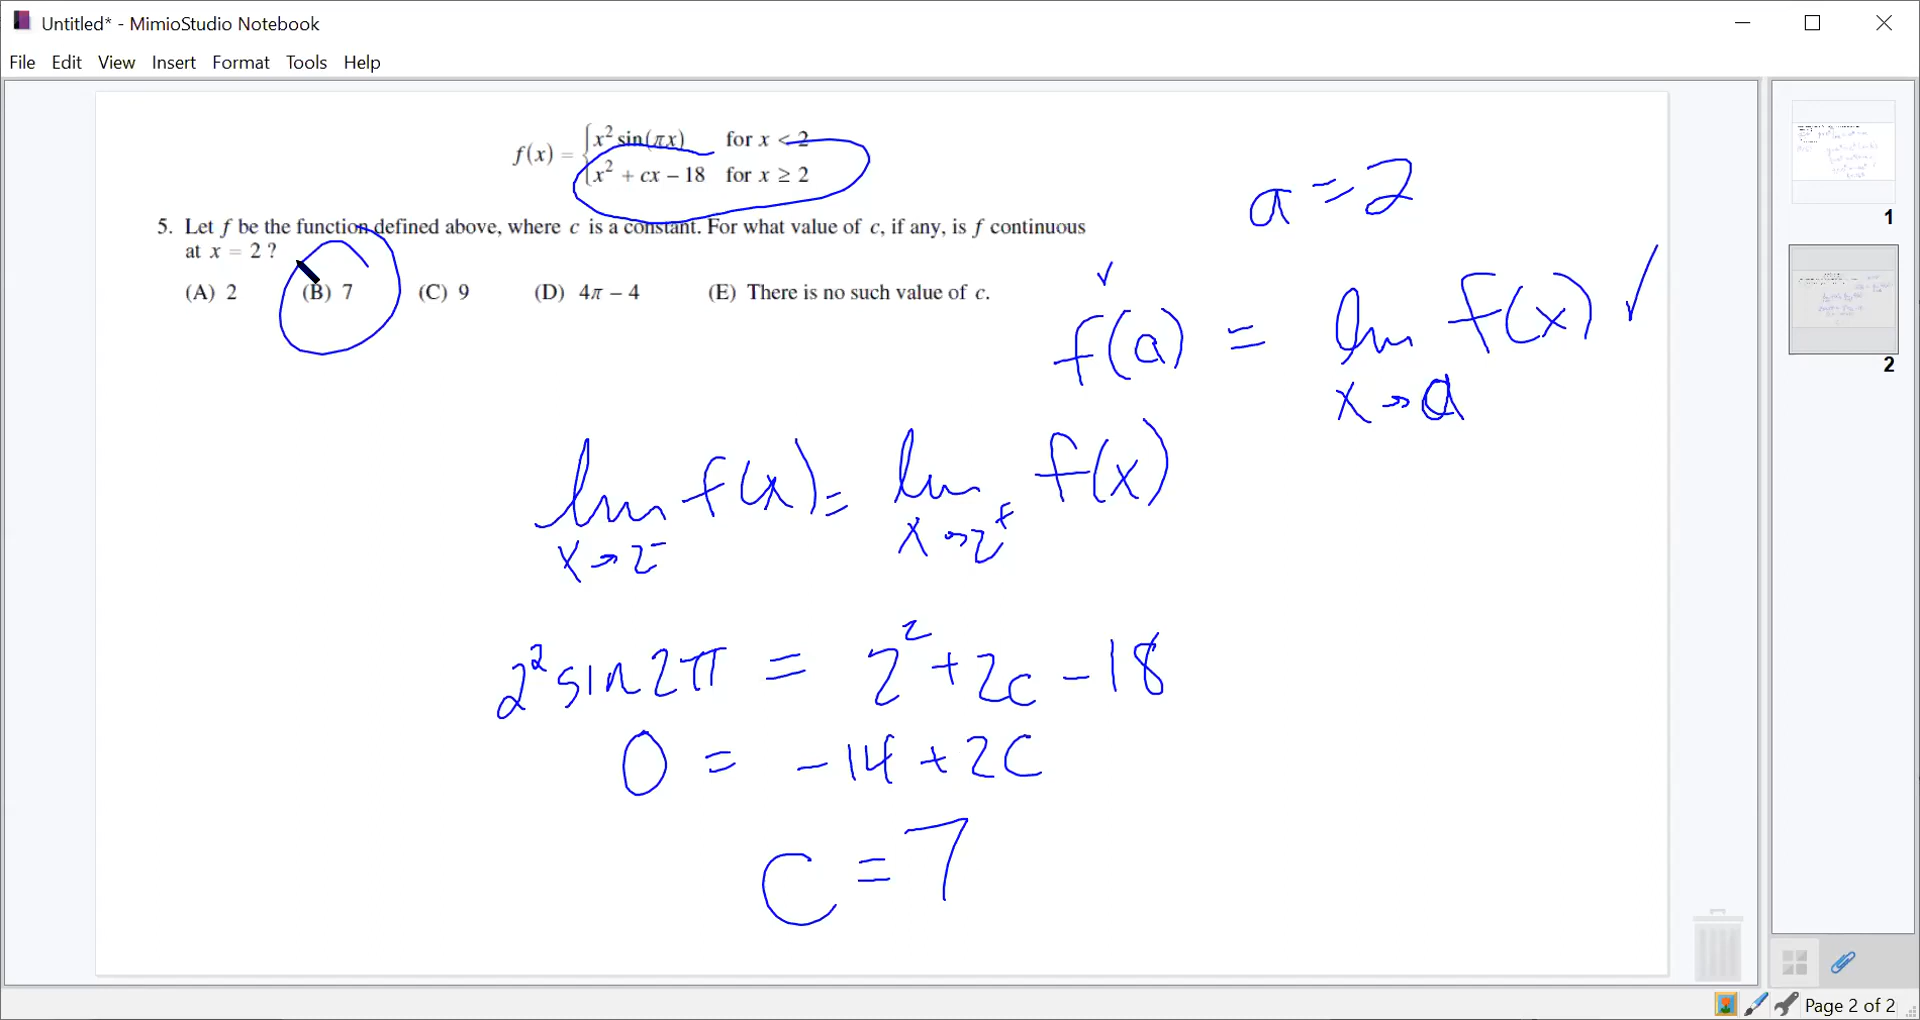 Untitled* - MimioStudio Notebook
File Edit View Insert Format Tools Help
f(x) = { x² sin(πx) for x < 2
x² + cx − 18 for x ≥ 2
5. Let f be the function defined above, where c is a constant. For what value of c, if any, is f continuous
at x = 2 ?
(A) 2 (B) 7 (C) 9 (D) 4π − 4 (E) There is no such value of c.
a = 2
✓
f(a) = lim f(x) ✓
x → a
lim f(x) = lim f(x)
x → 2⁻ x → 2⁺
2² sin 2π = 2² + 2c − 18
0 = −14 + 2c
c = 7
1
2
Page 2 of 2